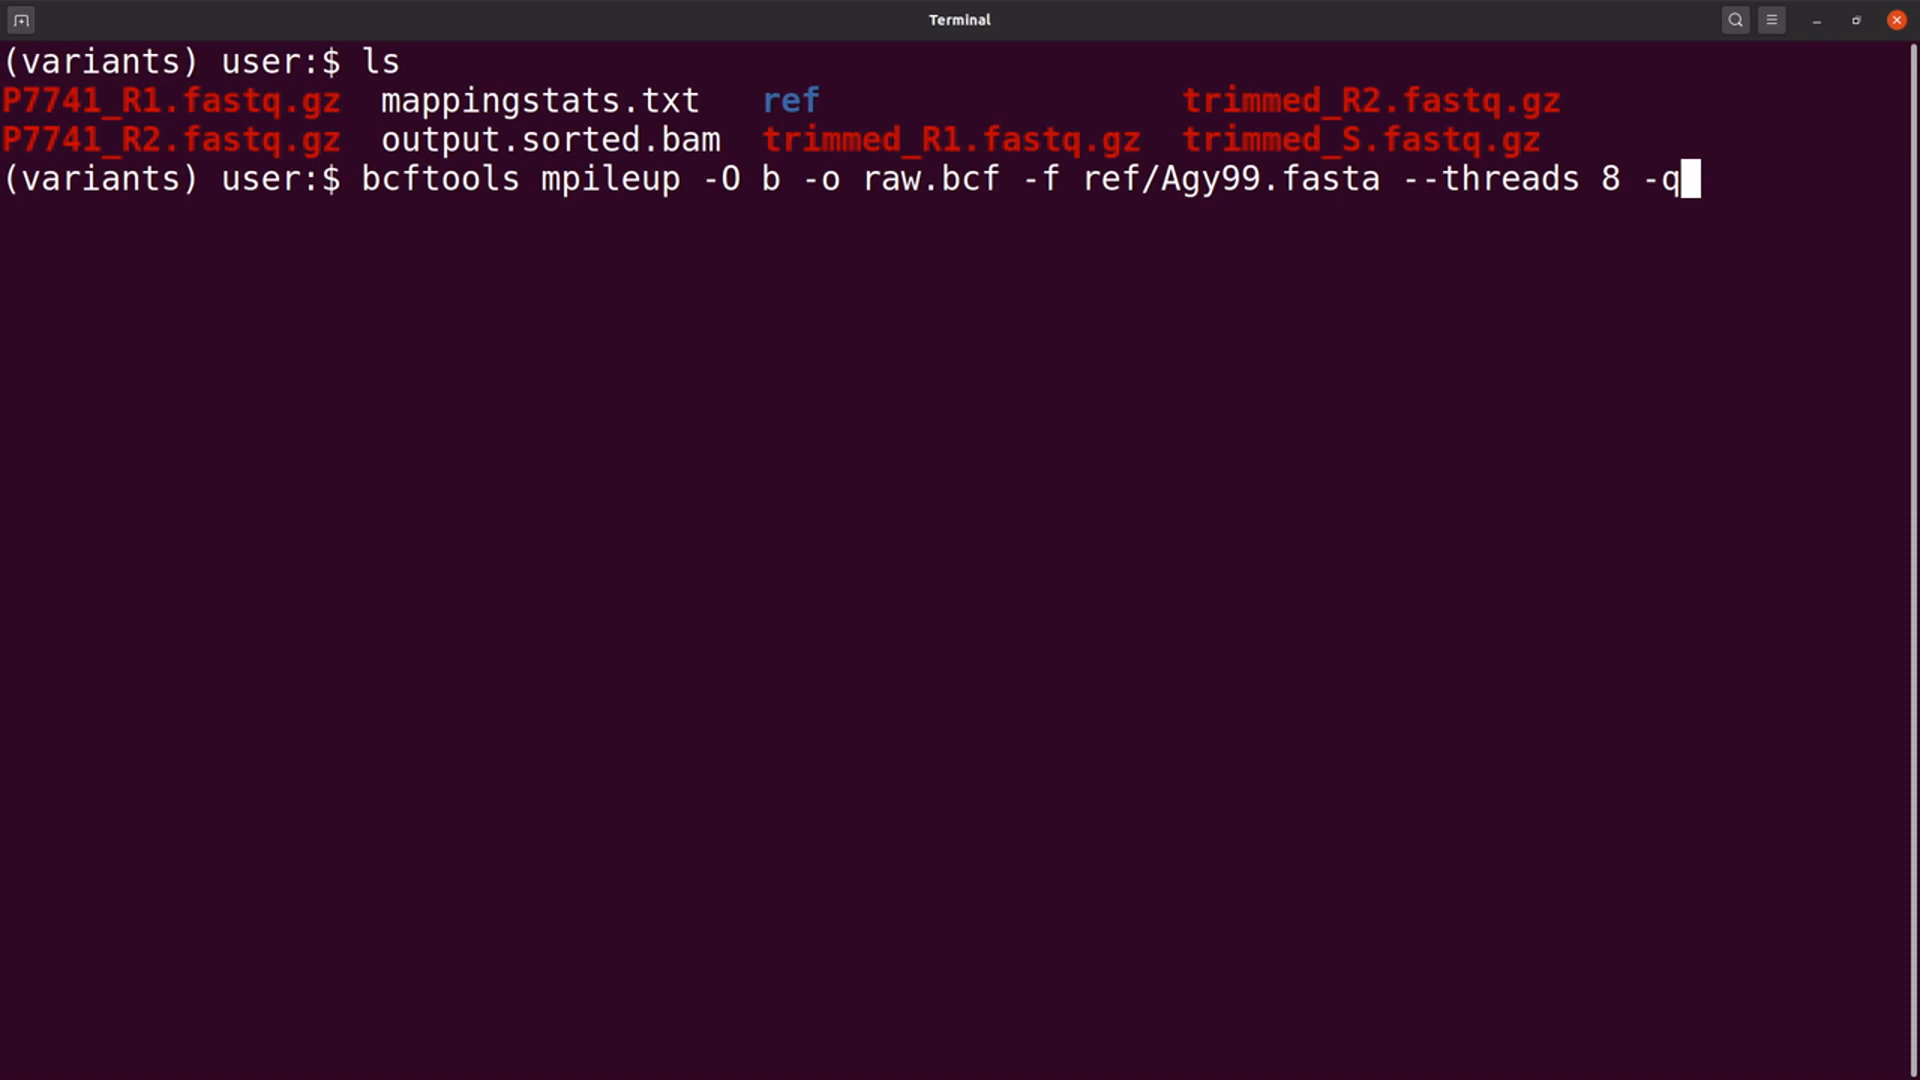 Terminal
(variants) user:$ ls
P7741_R1.fastq.gz mappingstats.txt ref trimmed_R2.fastq.gz
P7741_R2.fastq.gz output.sorted.bam trimmed_R1.fastq.gz trimmed_S.fastq.gz
(variants) user:$ bcftools mpileup -O b -o raw.bcf -f ref/Agy99.fasta --threads 8 -q